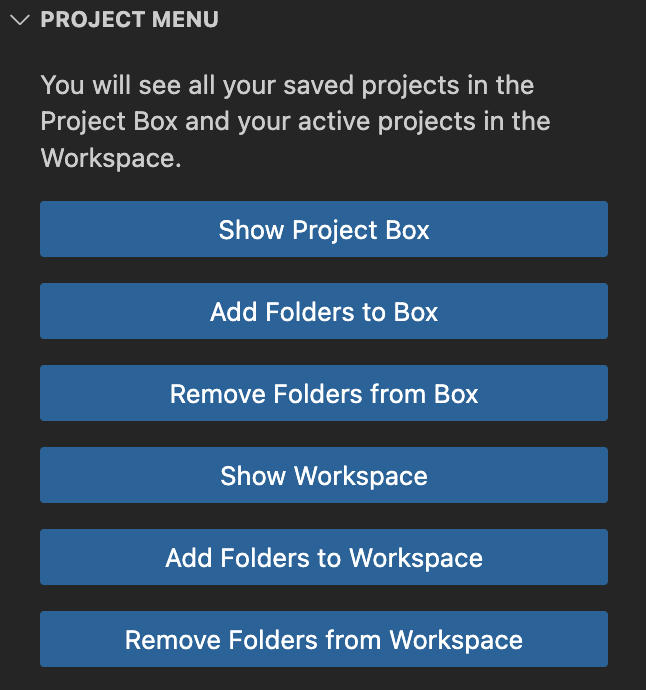 PROJECT MENU
You will see all your saved projects in the
Project Box and your active projects in the
Workspace.
Show Project Box
Add Folders to Box
Remove Folders from Box
Show Workspace
Add Folders to Workspace
Remove Folders from Workspace